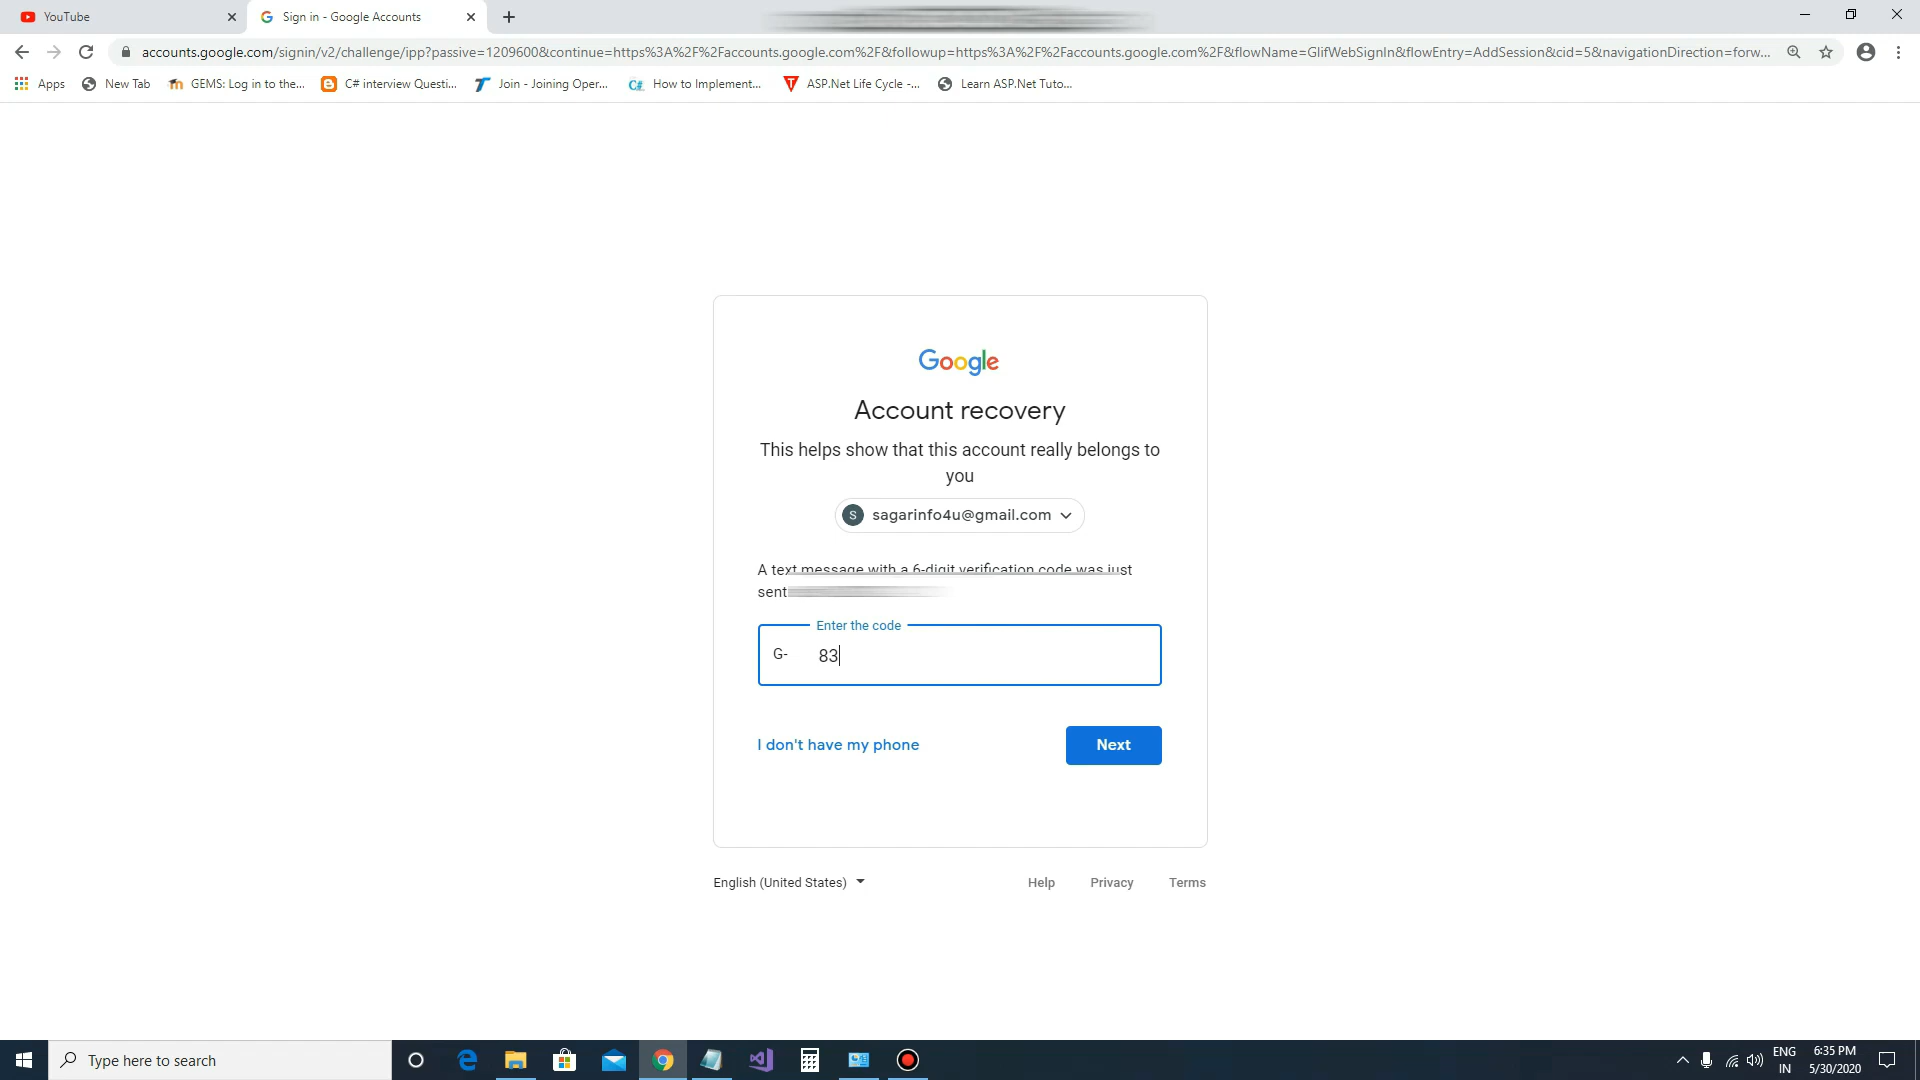 YouTube
Sign in - Google Accounts
accounts.google.com/signin/v2/challenge/ipp?passive=1209600&continue=https%3A%2F%2Faccounts.google.com%2F&followup=https%3A%2F%2Faccounts.google.com%2F&flowName=GlifWebSignIn&flowEntry=AddSession&cid=5&navigationDirection=forw...
Apps
New Tab
GEMS: Log in to the...
C# interview Questi...
Join - Joining Oper...
How to Implement...
ASP.Net Life Cycle -...
Learn ASP.Net Tuto...
Google
Account recovery
This helps show that this account really belongs to
you
S sagarinfo4u@gmail.com
A text message with a 6-digit verification code was just
sent
Enter the code
G- 83
I don't have my phone
Next
English (United States)
Help
Privacy
Terms
Type here to search
ENG
IN
6:35 PM
5/30/2020